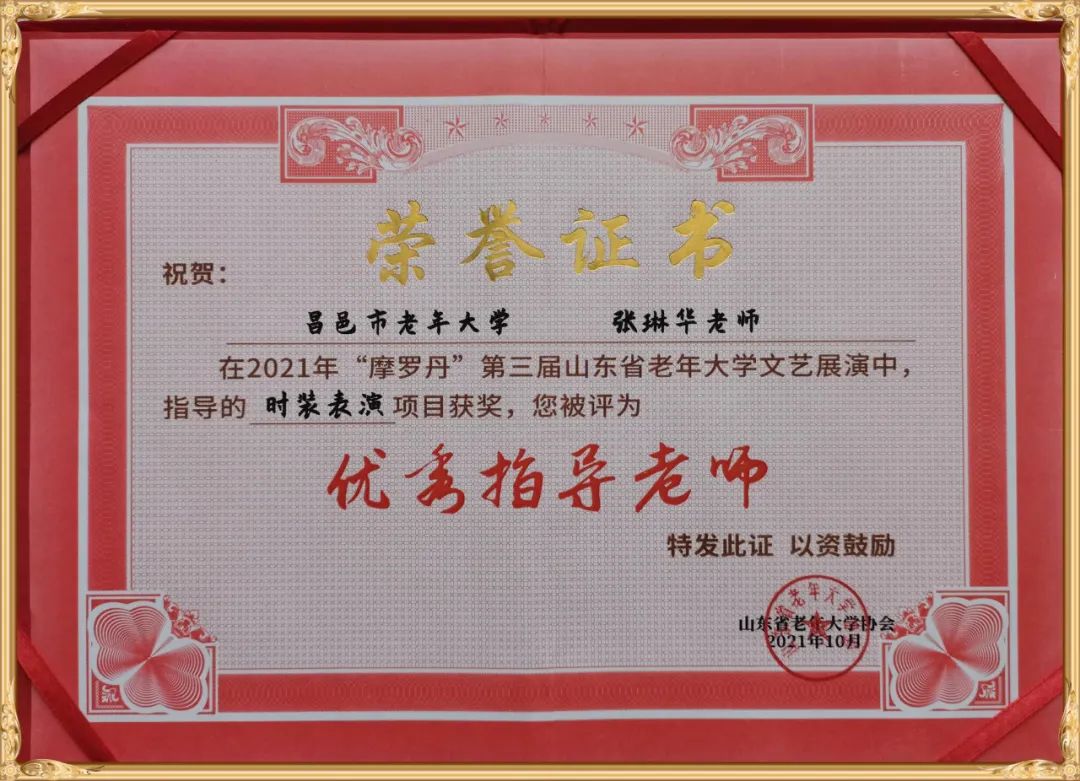 荣誉证书
祝贺：
昌邑市老年大学 张琳华老师
在2021年“摩罗丹”第三届山东省老年大学文艺展演中，
指导的 时装表演 项目获奖，您被评为
优秀指导老师
特发此证 以资鼓励
山东省老年大学协会
2021年10月